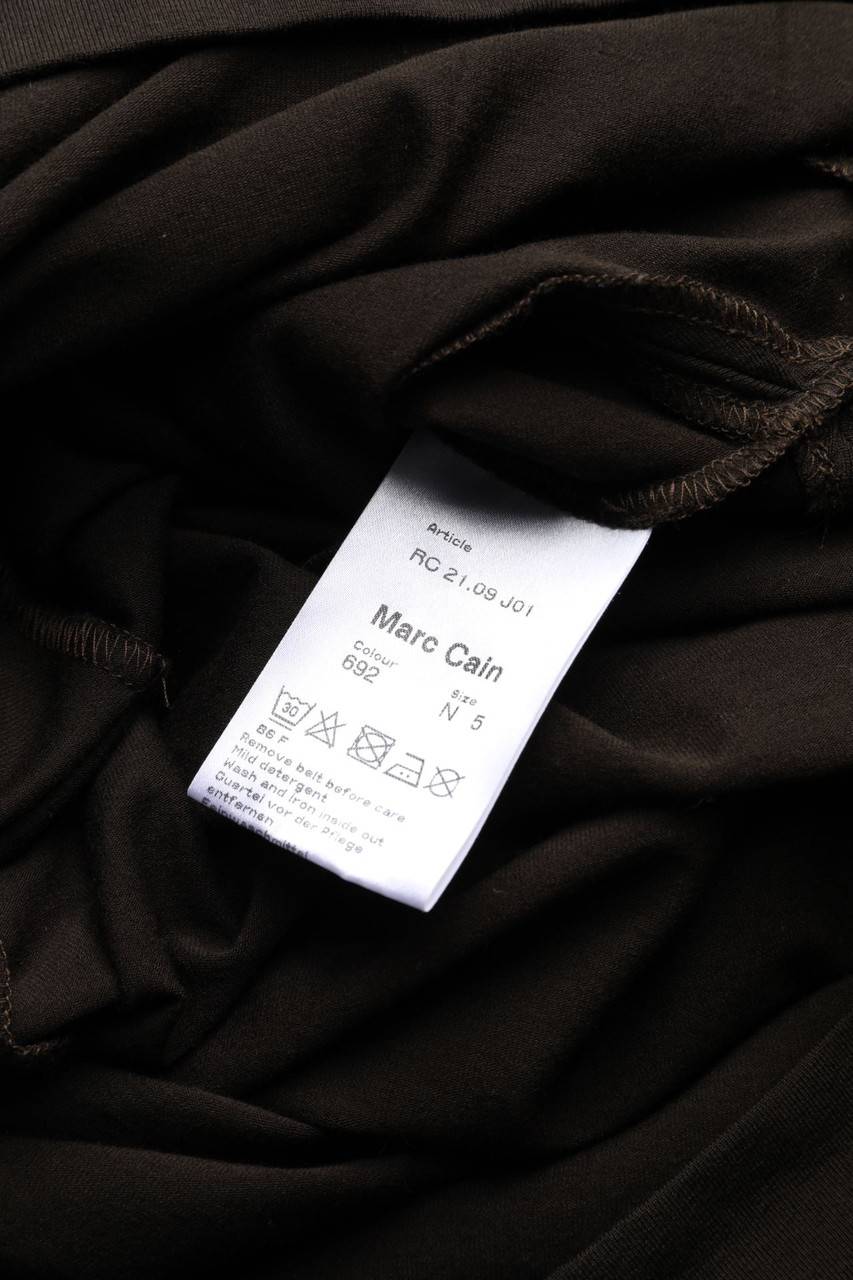 Article
RC 21.09 J01
Marc Cain
Colour
692
Size
N 5
30
86°F
Remove belt before care
Mild detergent
Wash and iron inside out
Guertel vor der Pflege
entfernen
Feinwaschmittel